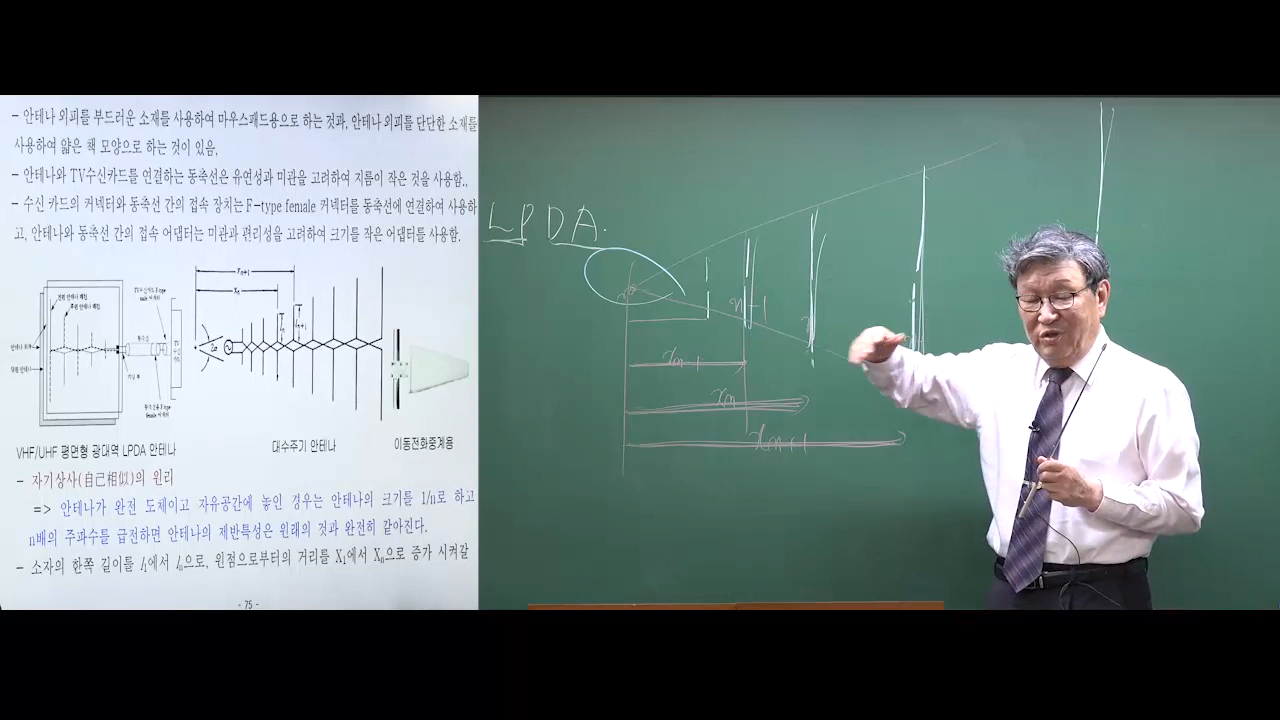 - 안테나 외피를 부드러운 소재를 사용하여 마우스패드용으로 하는 것과, 안테나 외피를 단단한 소재를
사용하여 얇은 책 모양으로 하는 것이 있음,
- 안테나와 TV수신카드를 연결하는 동축선은 유연성과 미관을 고려하여 지름이 작은 것을 사용함,,
- 수신 카드의 커넥터와 동축선 간의 접속 장치는 F-type female 커넥터를 동축선에 연결하여 사용하
고, 안테나와 동축선 간의 접속 어댑터는 미관과 편리성을 고려하여 크기를 작은 어댑터를 사용함.
Xn+1
Xn
ln
ln+1
2α
VHF/UHF 평면형 광대역 LPDA 안테나
대수주기 안테나
이동전화중계용
- 자기상사(自己相似)의 원리
=> 안테나가 완전 도체이고 자유공간에 놓인 경우는 안테나의 크기를 1/n로 하고
n배의 주파수를 급전하면 안테나의 제반특성은 원래의 것과 완전히 같아진다.
- 소자의 한쪽 길이를 l1에서 ln으로, 원점으로부터의 거리를 X1에서 Xn으로 증가 시켜갈
- 75 -
LPDA.
n-1
xn-1
xn
xn+1